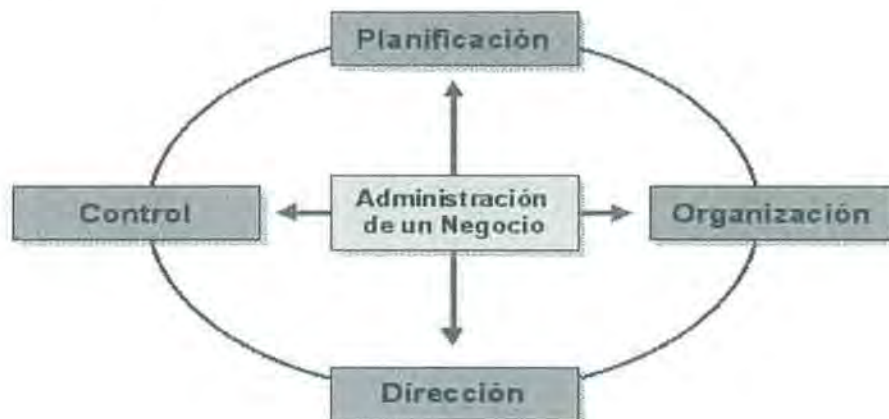 Planificación
Control
Administración
de un Negocio
Organización
Dirección